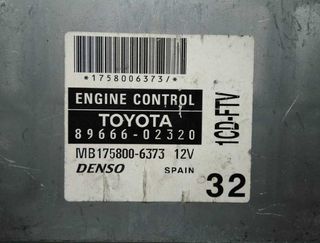 *1758006373/*
ENGINE CONTROL
TOYOTA
89666-02320
MB175800-6373 12V
DENSO SPAIN
1CD-FTV
32